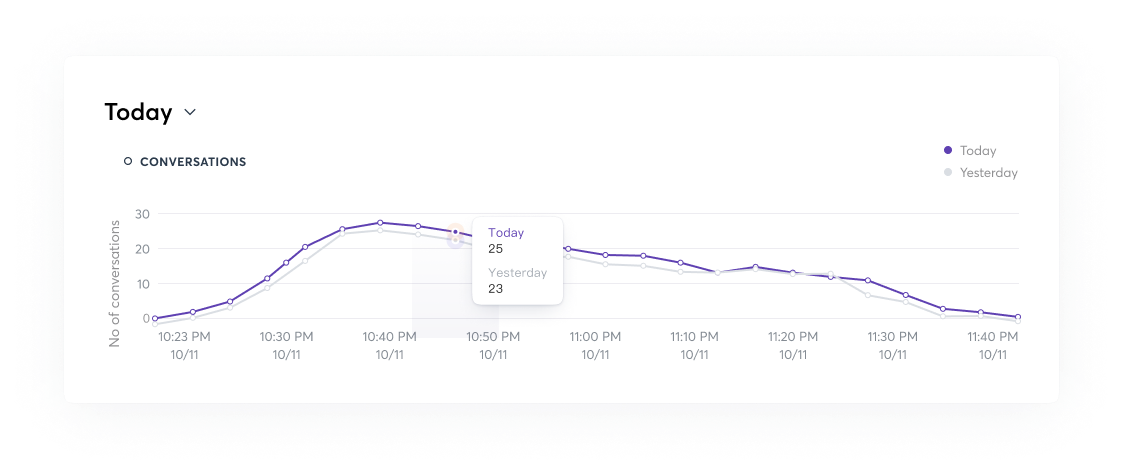 Today
CONVERSATIONS
Today
Yesterday
No of conversations
30
20
10
0
Today
25
Yesterday
23
10:23 PM 10:30 PM 10:40 PM 10:50 PM 11:00 PM 11:10 PM 11:20 PM 11:30 PM 11:40 PM
10/11 10/11 10/11 10/11 10/11 10/11 10/11 10/11 10/11